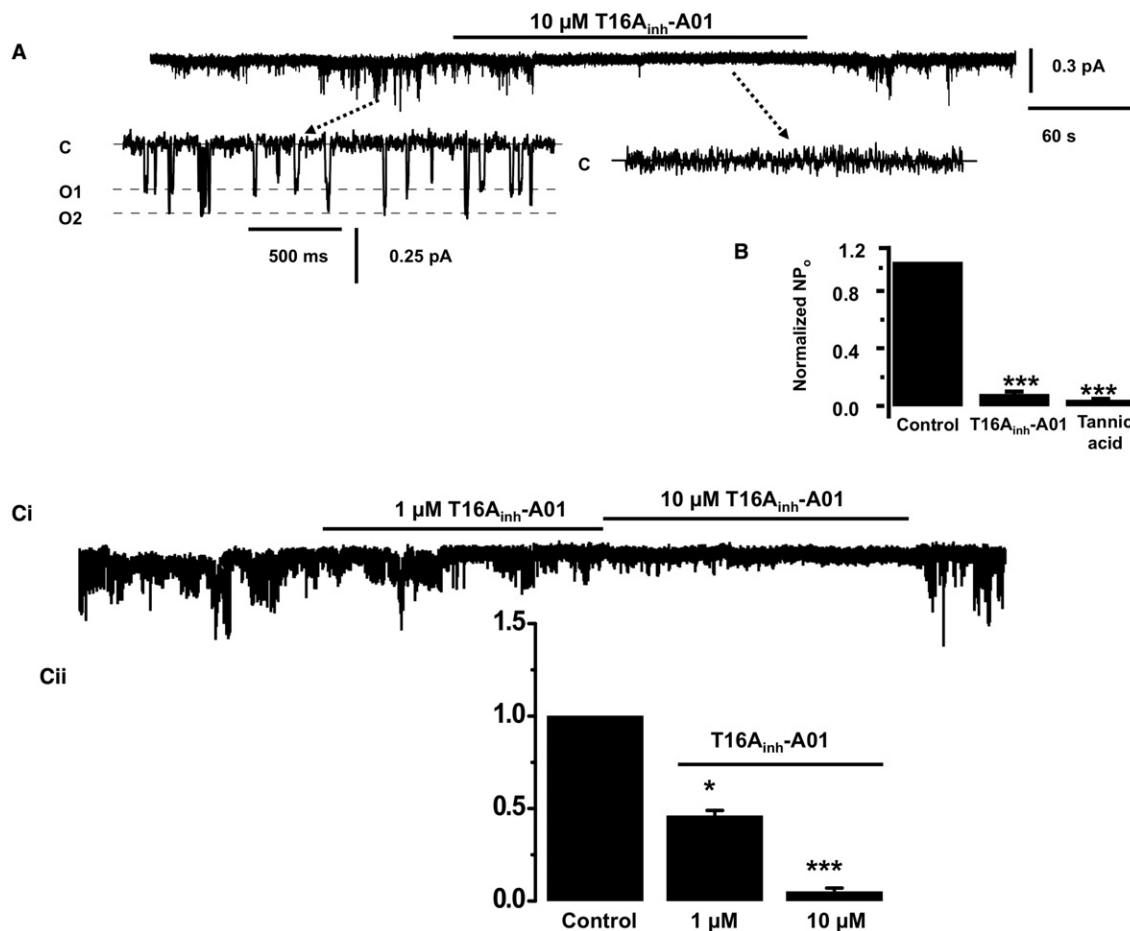 10 µM T16Ainh-A01
A
0.3 pA
60 s
C
O1
O2
500 ms
0.25 pA
C
B
Normalized NPo
1.2
0.8
0.4
0.0
***
***
Control
T16Ainh-A01
Tannic
acid
Ci
1 µM T16Ainh-A01
10 µM T16Ainh-A01
Cii
1.5
1.0
0.5
0.0
T16Ainh-A01
*
***
Control
1 µM
10 µM